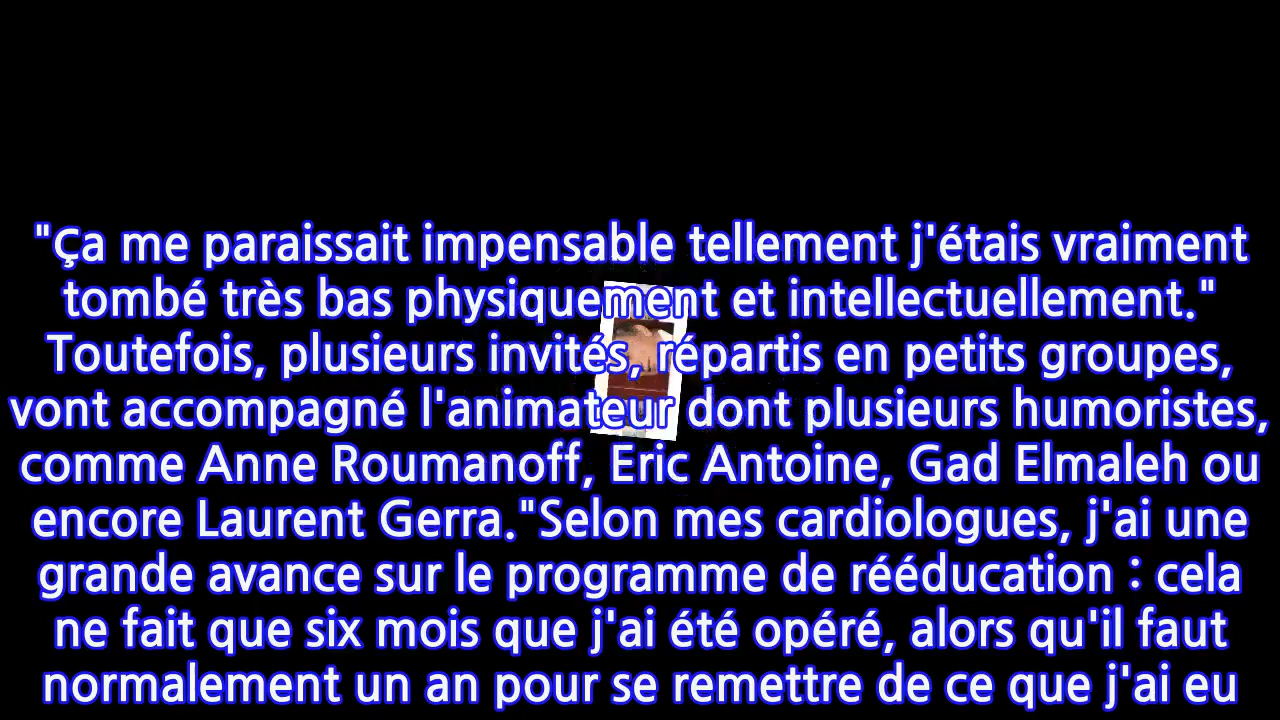 "Ça me paraissait impensable tellement j'étais vraiment
tombé très bas physiquement et intellectuellement."
Toutefois, plusieurs invités, répartis en petits groupes,
vont accompagné l'animateur dont plusieurs humoristes,
comme Anne Roumanoff, Eric Antoine, Gad Elmaleh ou
encore Laurent Gerra."Selon mes cardiologues, j'ai une
grande avance sur le programme de rééducation : cela
ne fait que six mois que j'ai été opéré, alors qu'il faut
normalement un an pour se remettre de ce que j'ai eu